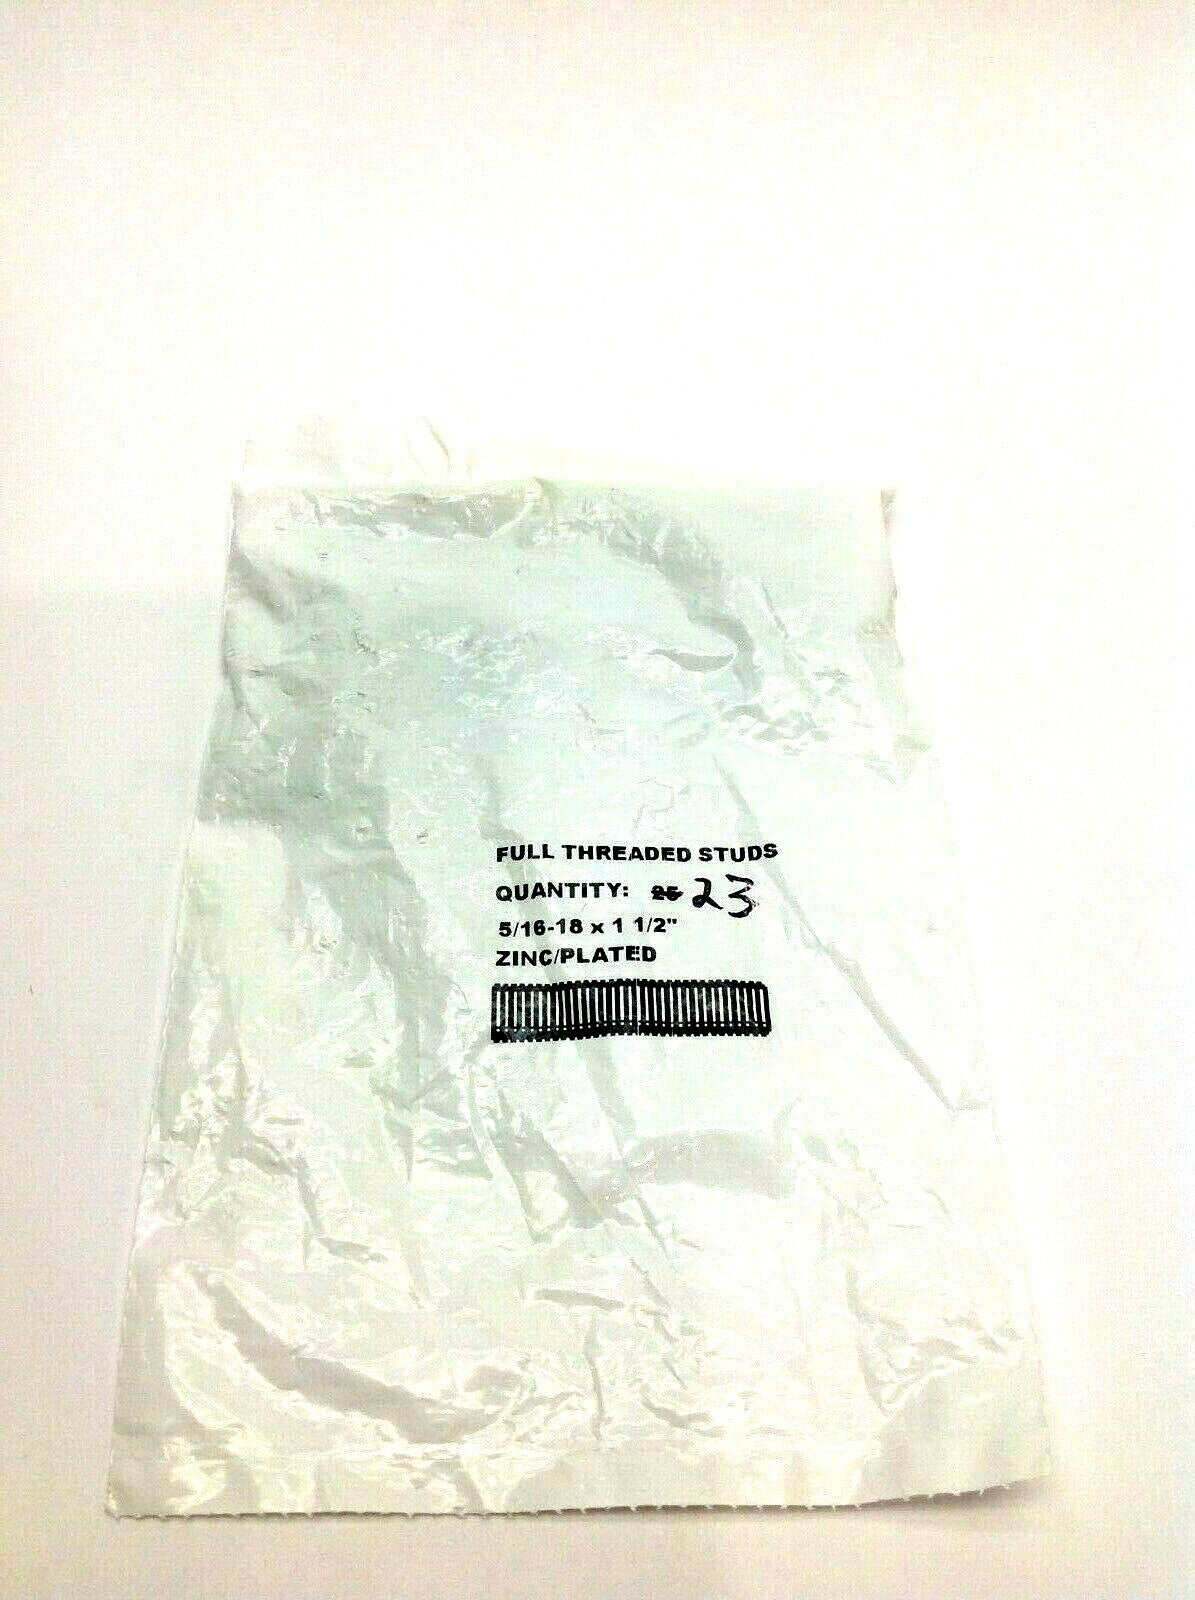 FULL THREADED STUDS
QUANTITY: 25 23
5/16-18 x 1 1/2"
ZINC/PLATED